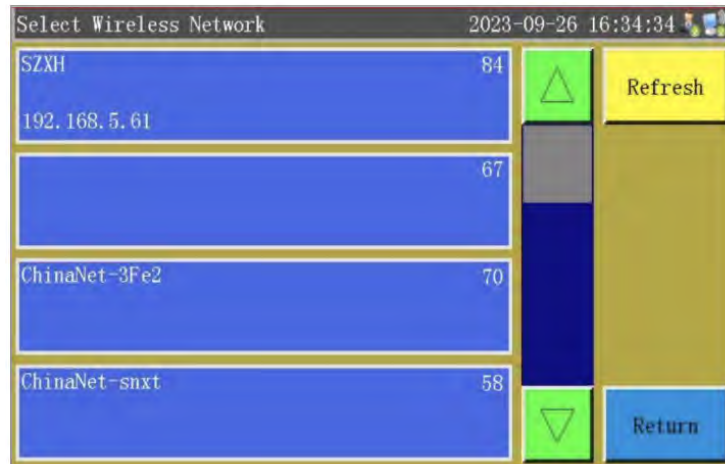 Select Wireless Network 2023-09-26 16:34:34
SZXH 84
192.168.5.61
67
ChinaNet-3Fe2 70
ChinaNet-snxt 58
Refresh
Return